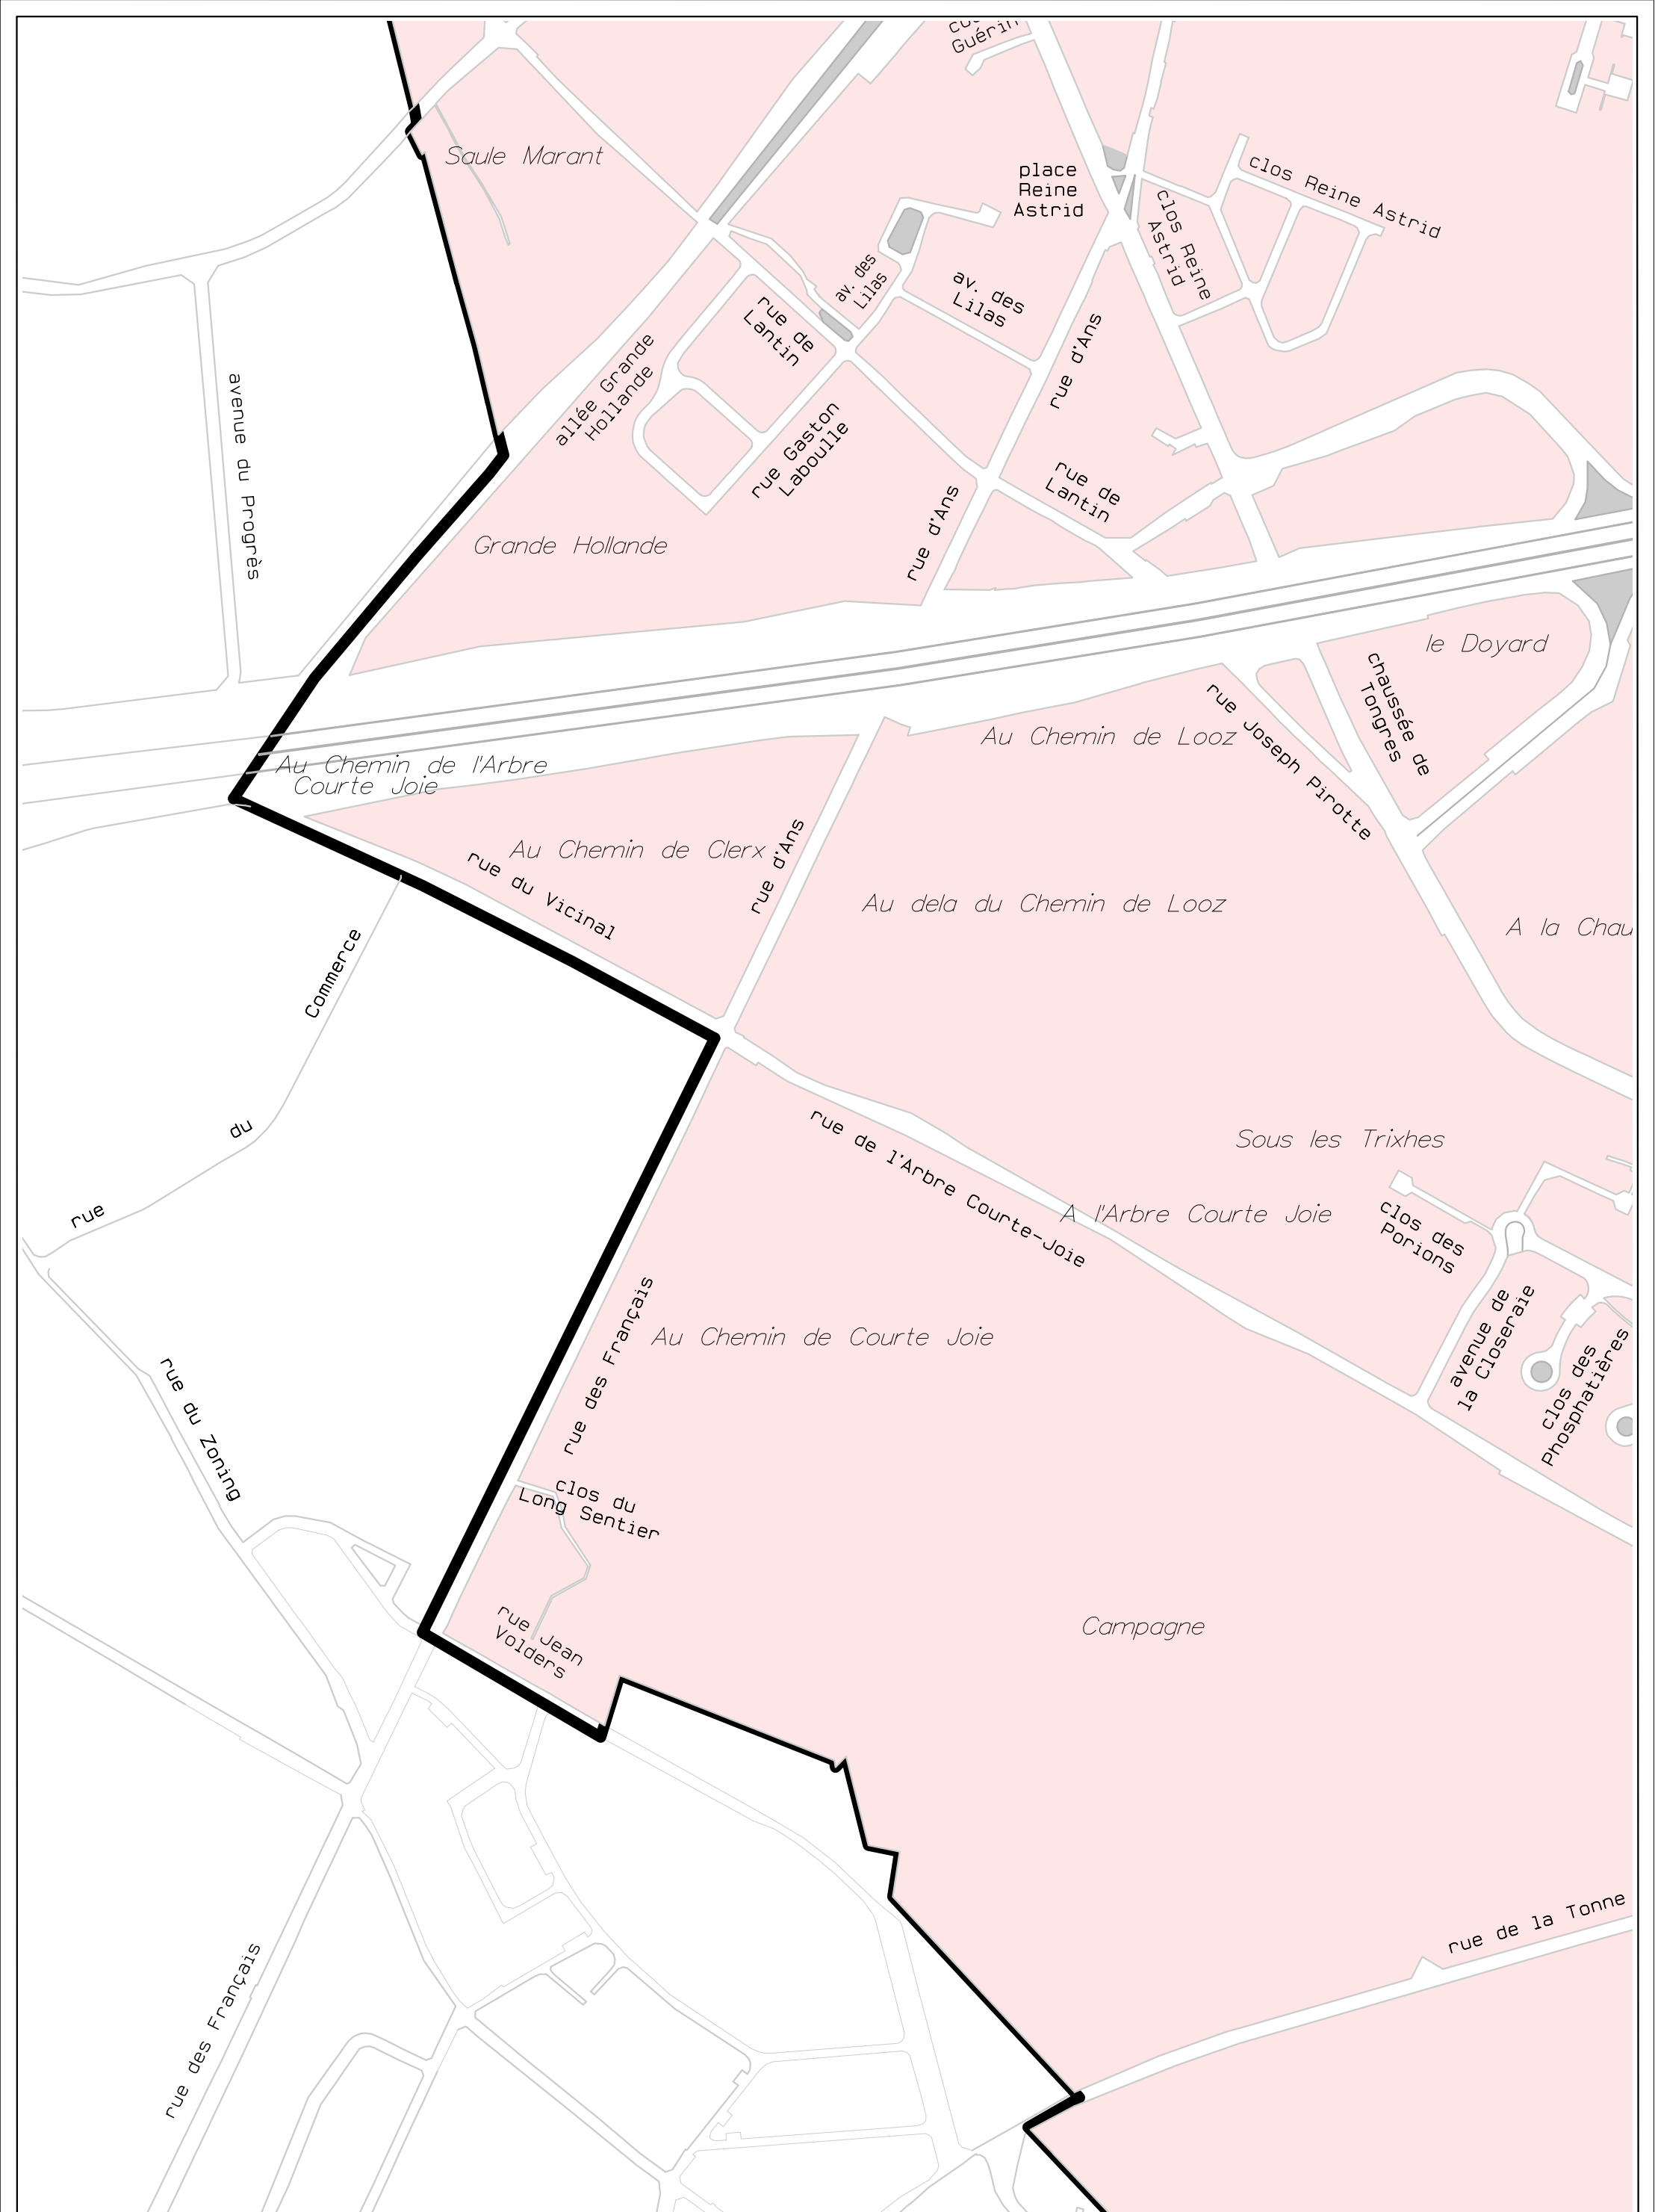 cou
Guérin
Saule Marant
place
Reine
Astrid
clos Reine Astrid
clos Reine
Astrid
av. des
Lilas
av. des
Lilas
rue de
Lantin
rue d'Ans
allée Grande
Hollande
avenue du Progrès
rue Gaston
Laboulle
rue de
Lantin
rue d'Ans
Grande Hollande
le Doyard
chaussée de
Tongres
rue Joseph Pirotte
Au Chemin de Looz
Au Chemin de l'Arbre
Courte Joie
Au Chemin de Clerx
rue d'Ans
rue du Vicinal
Au dela du Chemin de Looz
A la Chau
Commerce
du
rue
rue de l'Arbre Courte-Joie
Sous les Trixhes
A l'Arbre Courte Joie
clos des
Porions
avenue de
la Closeraie
clos des
Phosphatières
rue des Français
Au Chemin de Courte Joie
rue du Zoning
clos du
Long Sentier
rue Jean
Volders
Campagne
rue de la Tonne
rue des Français